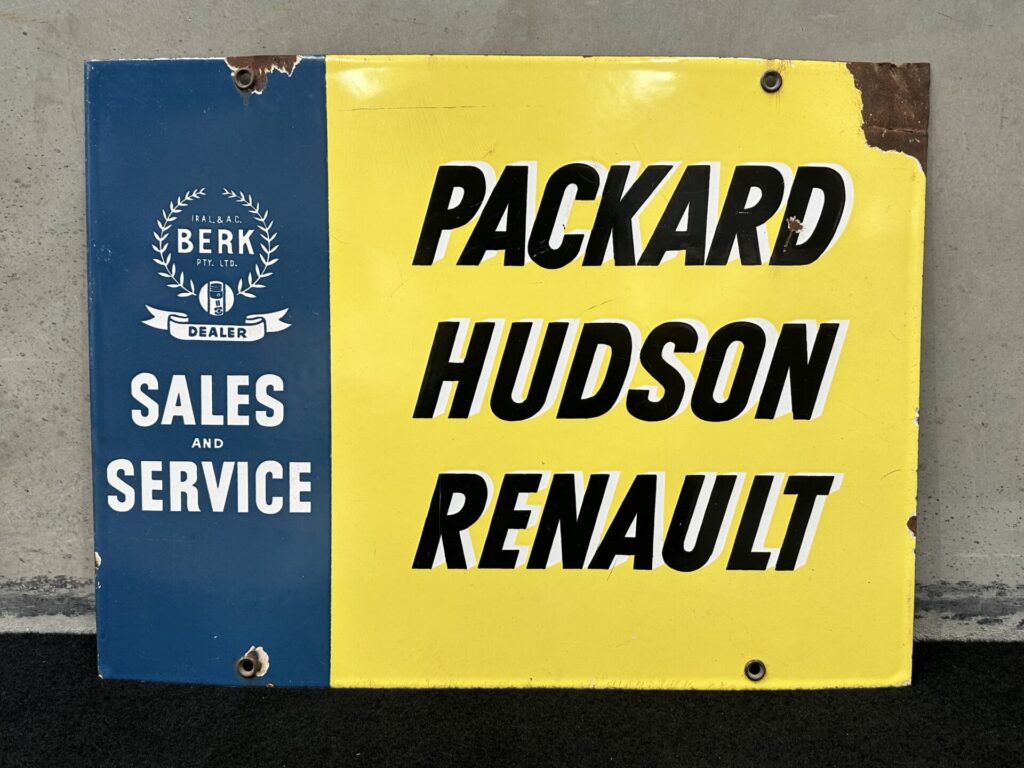 IRA L. & A.C.
BERK
PTY. LTD.
DEALER
SALES
AND
SERVICE
PACKARD
HUDSON
RENAULT